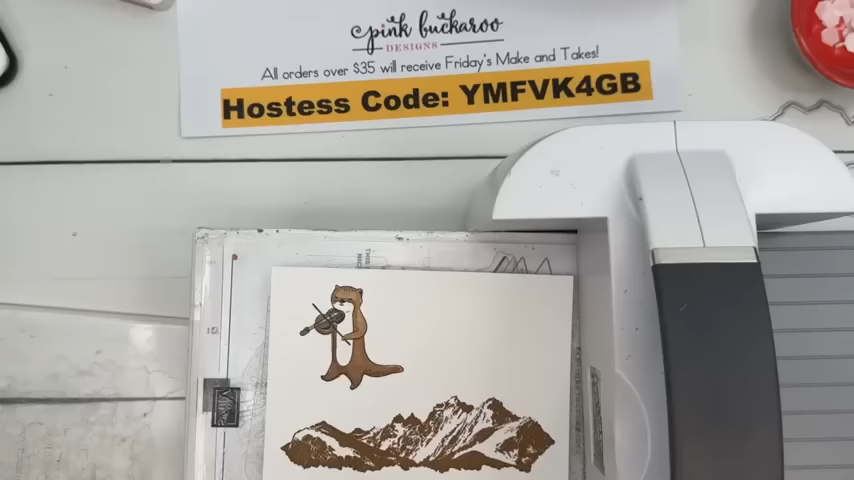 pink buckaroo
DESIGNS
All orders over $35 will receive Friday's Make and Takes!
Hostess Code: YMFVK4GB